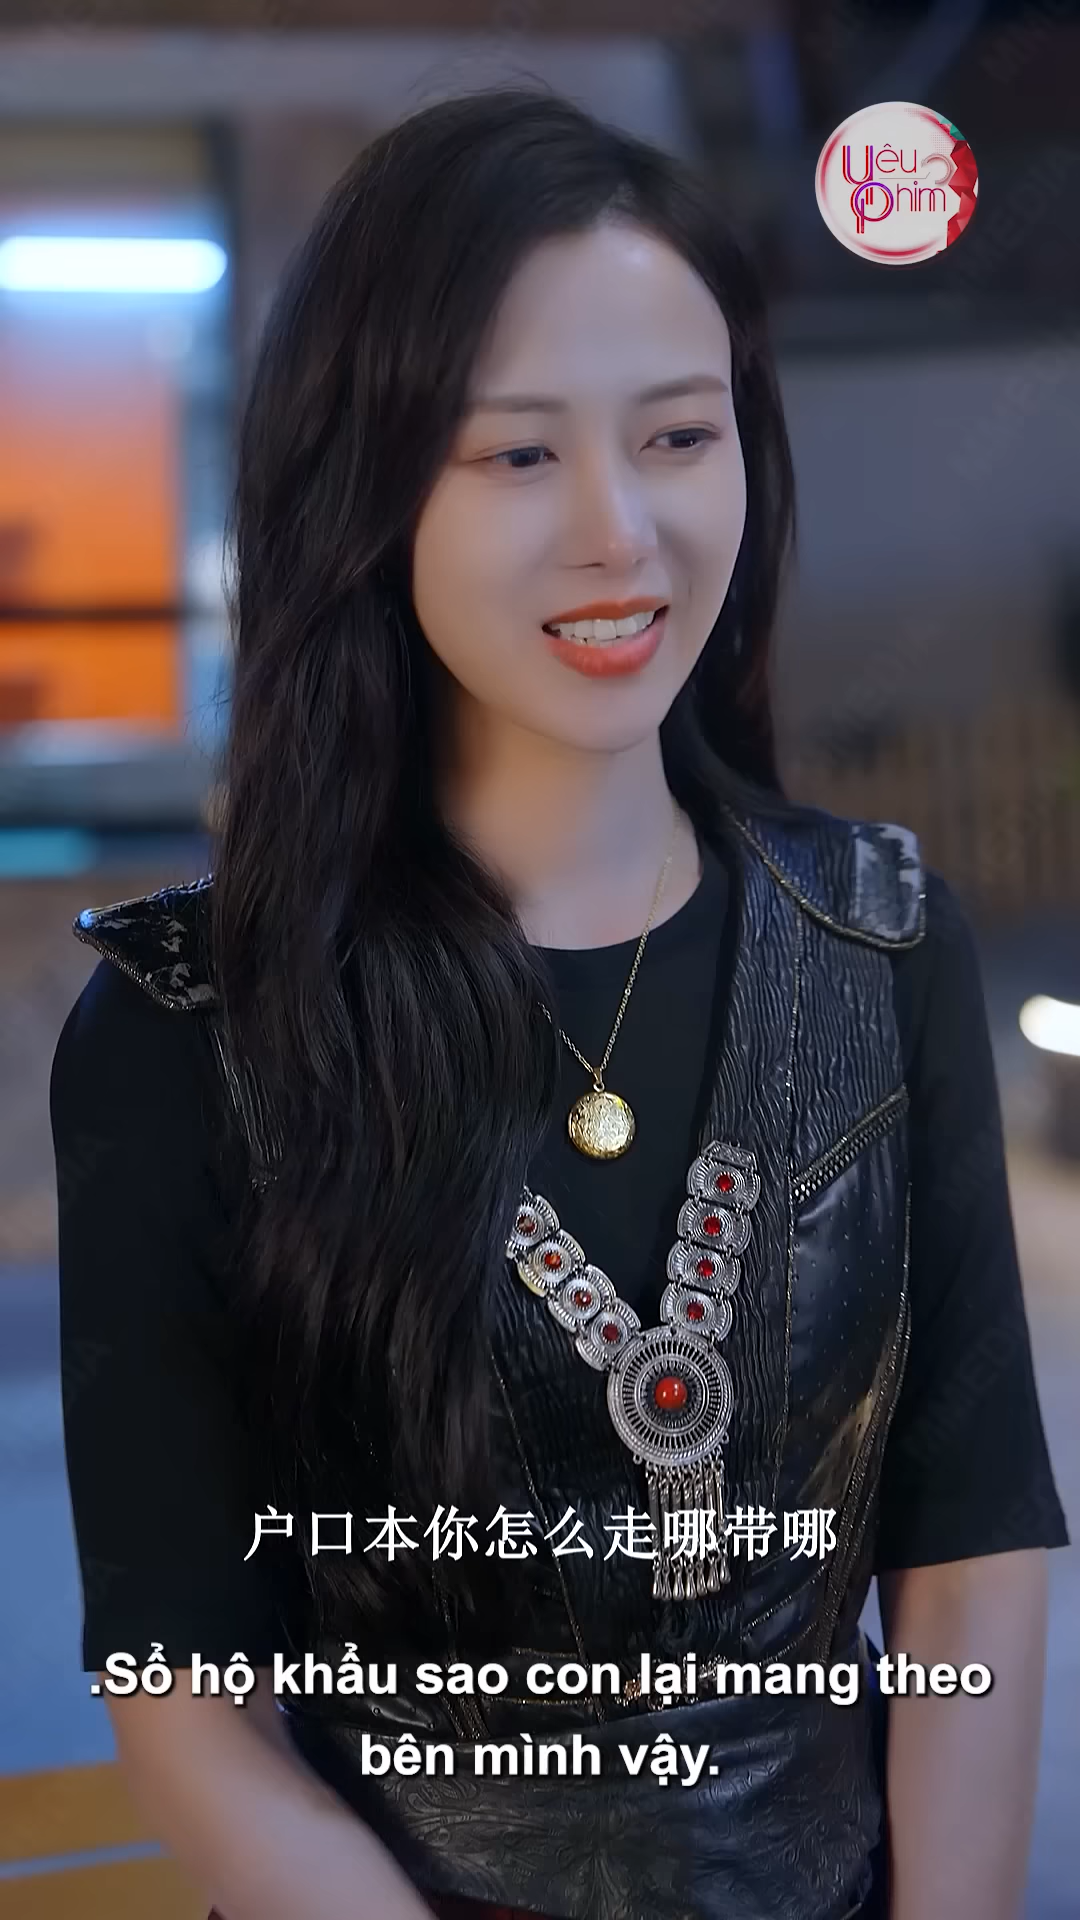 Yêu
Phim
户口本你怎么走哪带哪
.Sổ hộ khẩu sao con lại mang theo
bên mình vậy.